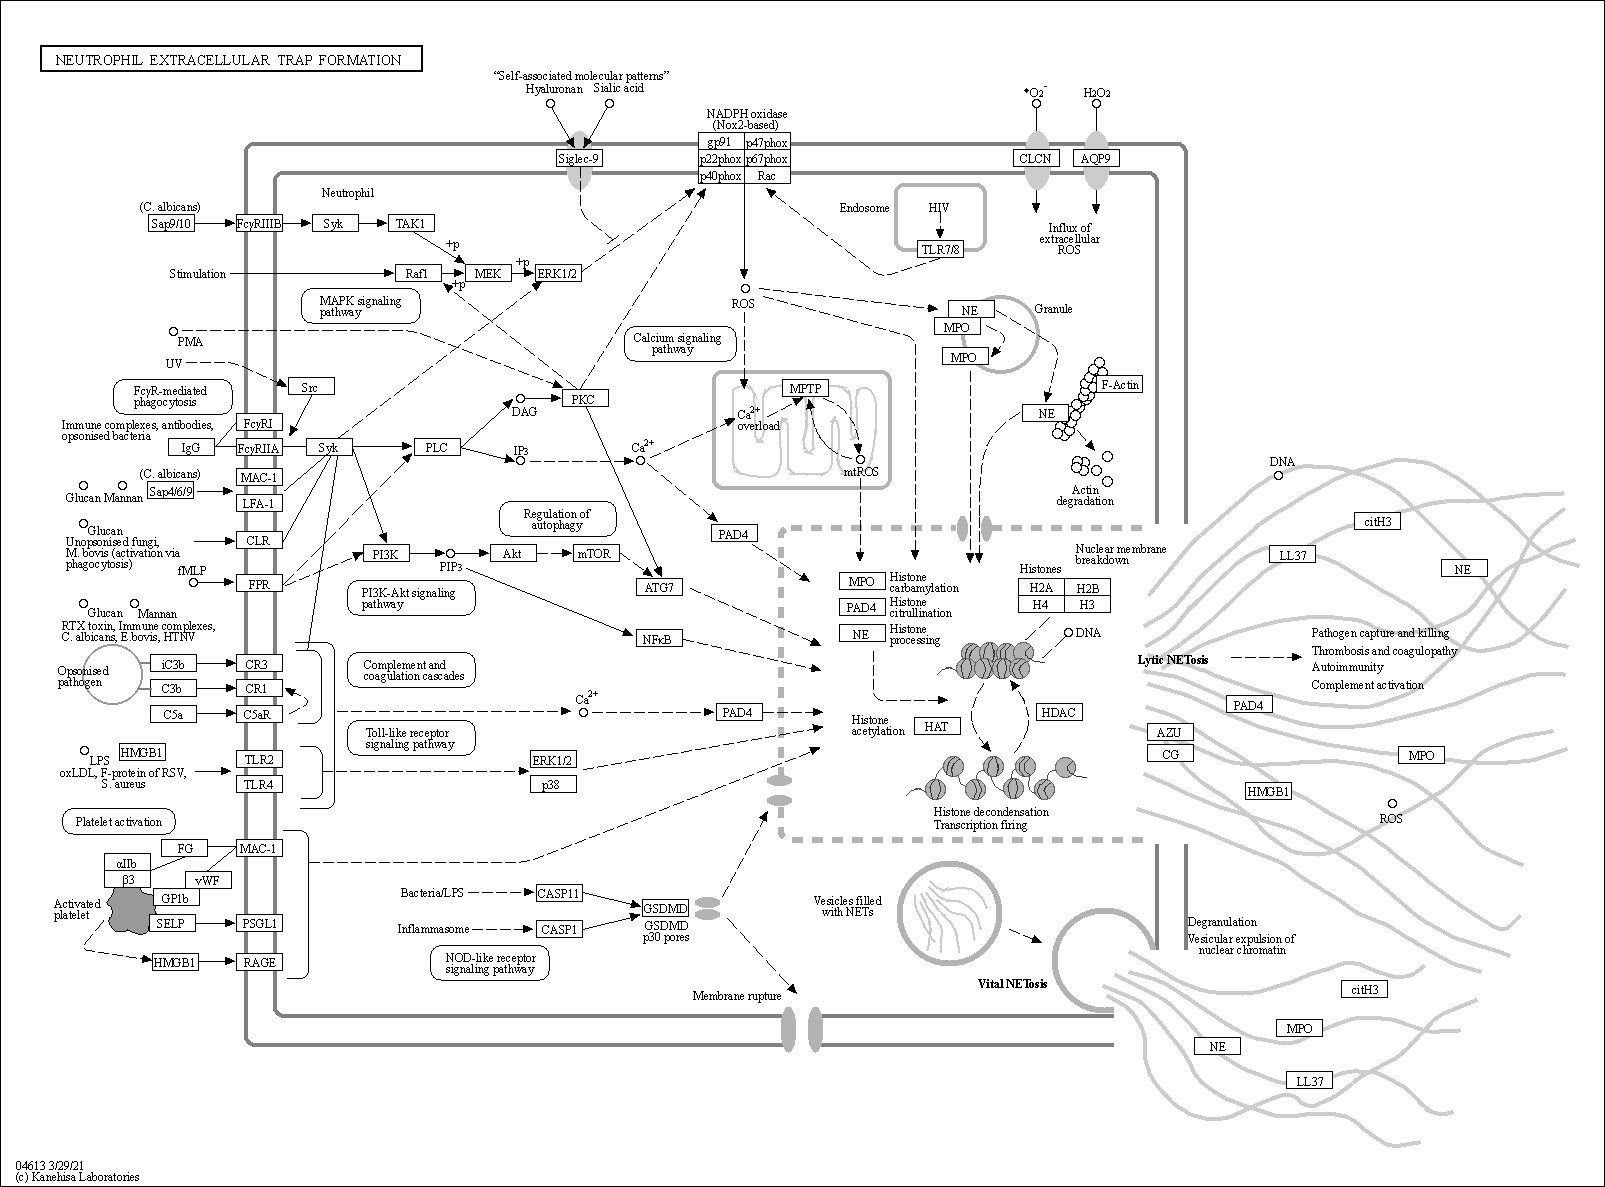 NEUTROPHIL EXTRACELLULAR TRAP FORMATION
“Self-associated molecular patterns”
Hyaluronan
Sialic acid
Siglec-9
NADPH oxidase
(Nox2-based)
gp91
p47phox
p22phox
p67phox
p40phox
Rac
•O2-
H2O2
CLCN
AQP9
Influx of
extracellular
ROS
Neutrophil
(C. albicans)
Sap9/10
FcγRIIIB
Syk
TAK1
+p
Stimulation
Raf1
MEK
+p
ERK1/2
+p
MAPK signaling
pathway
Endosome
HIV
TLR7/8
ROS
NE
MPO
MPO
Granule
PMA
UV
Src
Calcium signaling
pathway
FcγR-mediated
phagocytosis
PKC
DAG
MPTP
Ca2+
overload
mtROS
F-Actin
NE
Actin
degradation
Immune complexes, antibodies,
opsonised bacteria
FcγRI
IgG
FcγRIIA
Syk
PLC
IP3
Ca2+
(C. albicans)
MAC-1
Glucan
Mannan
Sap4/6/9
LFA-1
Glucan
Unopsonised fungi,
M. bovis (activation via
phagocytosis)
CLR
fMLP
FPR
Regulation of
autophagy
PAD4
PI3K
PIP3
Akt
mTOR
ATG7
PI3K-Akt signaling
pathway
NFκB
Glucan
Mannan
RTX toxin, Immune complexes,
C. albicans, E.bovis, HTNV
Opsonised
pathogen
iC3b
CR3
C3b
CR1
C5a
C5aR
Complement and
coagulation cascades
Ca2+
PAD4
Toll-like receptor
signaling pathway
LPS
HMGB1
oxLDL, F-protein of RSV,
S. aureus
TLR2
TLR4
ERK1/2
p38
Nuclear membrane
breakdown
Histones
H2A
H2B
H4
H3
DNA
MPO
Histone
carbamylation
PAD4
Histone
citrullination
NE
Histone
processing
Histone
acetylation
HAT
HDAC
Histone decondensation
Transcription firing
Platelet activation
FG
MAC-1
αIIb
β3
vWF
GP1b
Activated
platelet
SELP
PSGL1
HMGB1
RAGE
Bacteria/LPS
CASP11
Inflammasome
CASP1
GSDMD
GSDMD
p30 pores
NOD-like receptor
signaling pathway
Membrane rupture
Vesicles filled
with NETs
Vital NETosis
Degranulation
Vesicular expulsion of
nuclear chromatin
DNA
citH3
LL37
NE
Lytic NETosis
Pathogen capture and killing
Thrombosis and coagulopathy
Autoimmunity
Complement activation
PAD4
AZU
CG
MPO
HMGB1
ROS
citH3
MPO
NE
LL37
04613 3/29/21
(c) Kanehisa Laboratories